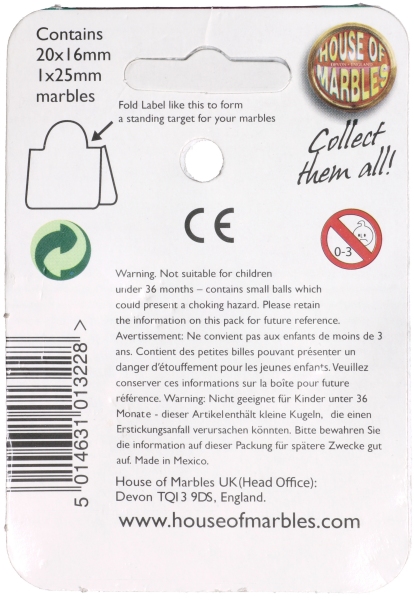 Contains
20x16mm
1x25mm
marbles
HOUSE OF
DEVON • ENGLAND
MARBLES
Collect
them all!
Fold Label like this to form
a standing target for your marbles
CE
0-3
Warning. Not suitable for children
under 36 months – contains small balls which
could present a choking hazard. Please retain
the information on this pack for future reference.
Avertissement: Ne convient pas aux enfants de moins de 3
ans. Contient des petites billes pouvant présenter un
danger d'étouffement pour les jeunes enfants. Veuillez
conserver ces informations sur la boîte pour future
référence. Warnung: Nicht geeignet für Kinder unter 36
Monate - dieser Artikelenthält kleine Kugeln, die einen
Erstickungsanfall verursachen könnten. Bitte bewahren Sie
die information auf dieser Packung für spätere Zwecke gut
auf. Made in Mexico.
5 014631 013228 >
House of Marbles UK (Head Office):
Devon TQ13 9DS, England.
www.houseofmarbles.com